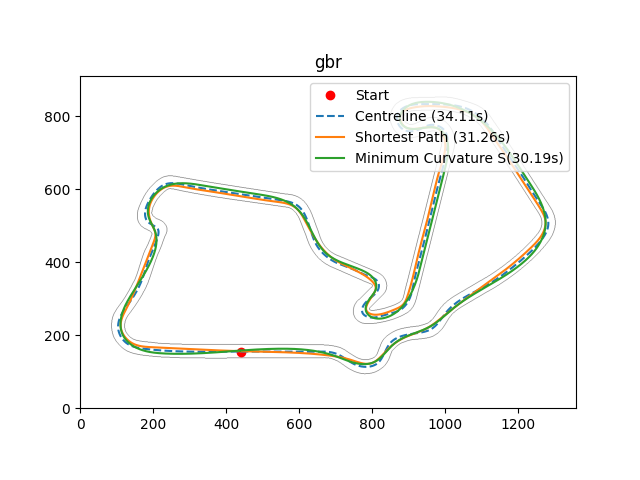 gbr
Start
Centreline (34.11s)
Shortest Path (31.26s)
Minimum Curvature S(30.19s)
800
600
400
200
0
0 200 400 600 800 1000 1200